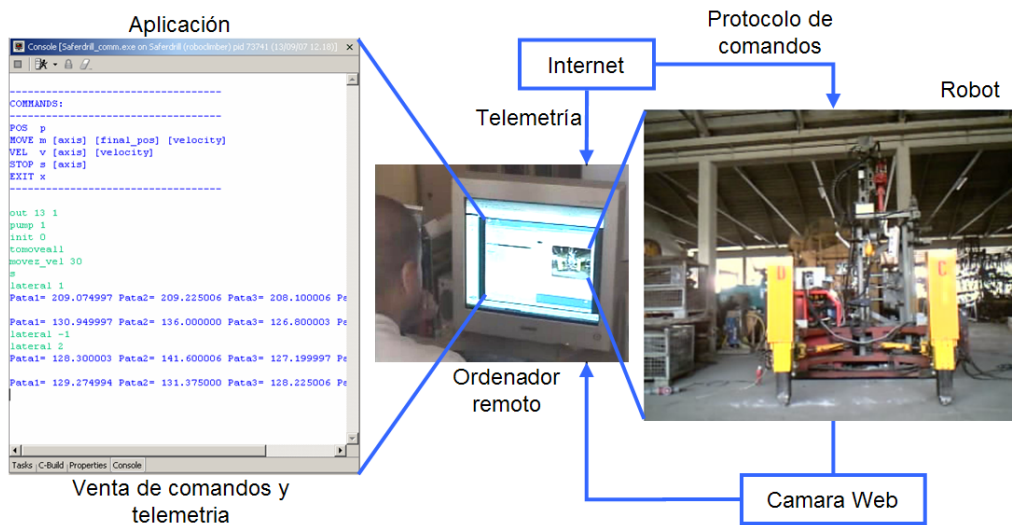 Aplicación
Console [Saferdrill_comm.exe on Saferdrill (roboclimber) pid 73741 (13/09/07 12.18)]
-----------------------------------
COMMANDS:
-----------------------------------
POS p
MOVE m [axis] [final_pos] [velocity]
VEL v [axis] [velocity]
STOP s [axis]
EXIT x
-----------------------------------
out 13 1
pump 1
init 0
tomoveall
movez_vel 30
s
lateral 1
Pata1= 209.074997 Pata2= 209.225006 Pata3= 208.100006 Pa
Pata1= 130.949997 Pata2= 136.000000 Pata3= 126.800003 Pa
lateral -1
lateral 2
Pata1= 128.300003 Pata2= 141.600006 Pata3= 127.199997 Pa
Pata1= 129.274994 Pata2= 131.375000 Pata3= 128.225006 Pa
Tasks C-Build Properties Console
Venta de comandos y
telemetria
Internet
Protocolo de
comandos
Telemetría
Robot
D
C
Ordenador
remoto
Camara Web